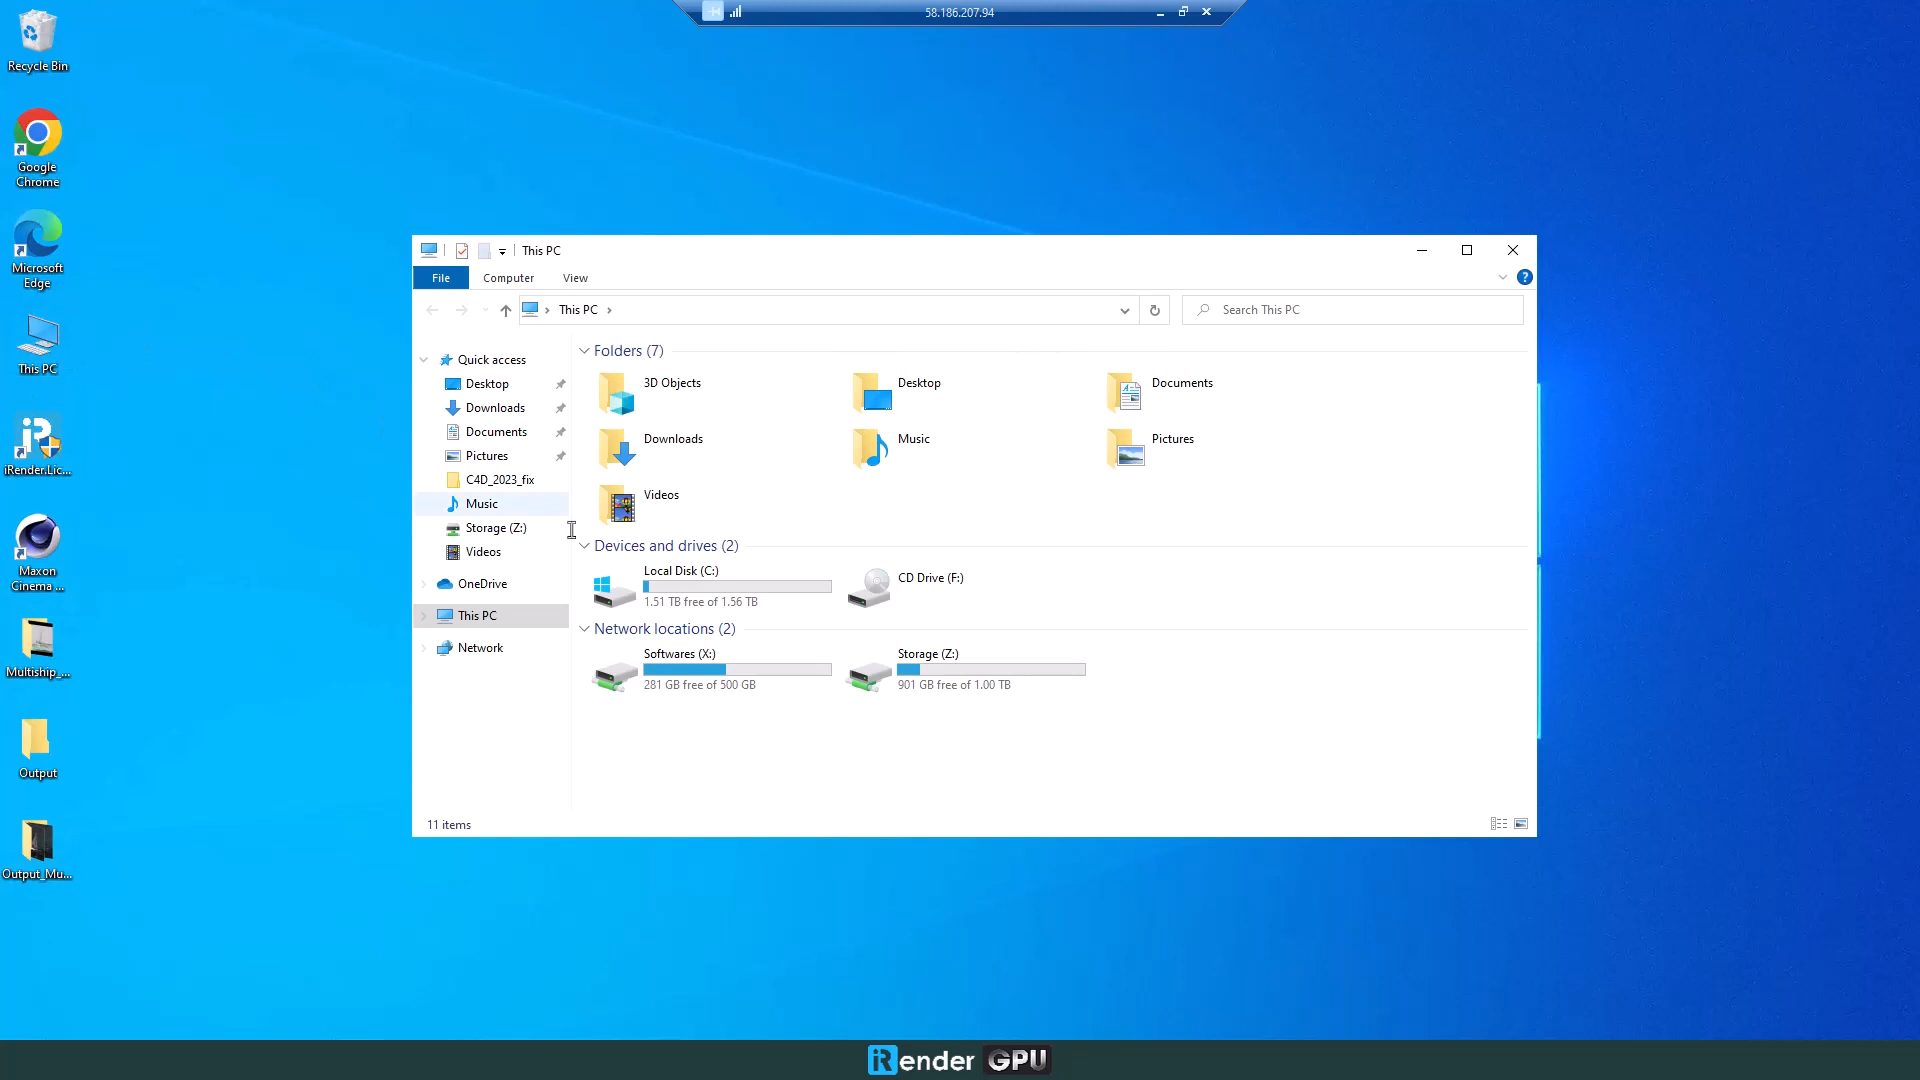 58.186.207.94
Recycle Bin
Google
Chrome
Microsoft
Edge
This PC
iRender.Lic...
Maxon
Cinema ...
Multiship_...
Output
Output_Mu...
This PC
File
Computer
View
This PC
Search This PC
Quick access
Desktop
Downloads
Documents
Pictures
C4D_2023_fix
Music
Storage (Z:)
Videos
OneDrive
This PC
Network
Folders (7)
3D Objects
Desktop
Documents
Downloads
Music
Pictures
Videos
Devices and drives (2)
Local Disk (C:)
1.51 TB free of 1.56 TB
CD Drive (F:)
Network locations (2)
Softwares (X:)
281 GB free of 500 GB
Storage (Z:)
901 GB free of 1.00 TB
11 items
iRender GPU